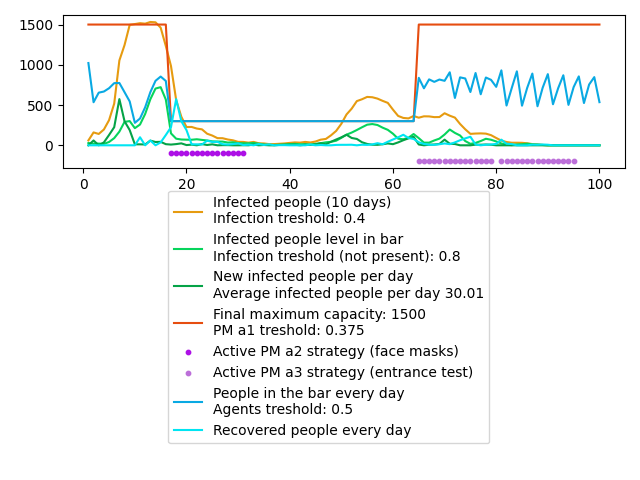 1500
1000
500
0
0
20
40
60
80
100
Infected people (10 days)
Infection treshold: 0.4
Infected people level in bar
Infection treshold (not present): 0.8
New infected people per day
Average infected people per day 30.01
Final maximum capacity: 1500
PM a1 treshold: 0.375
Active PM a2 strategy (face masks)
Active PM a3 strategy (entrance test)
People in the bar every day
Agents treshold: 0.5
Recovered people every day